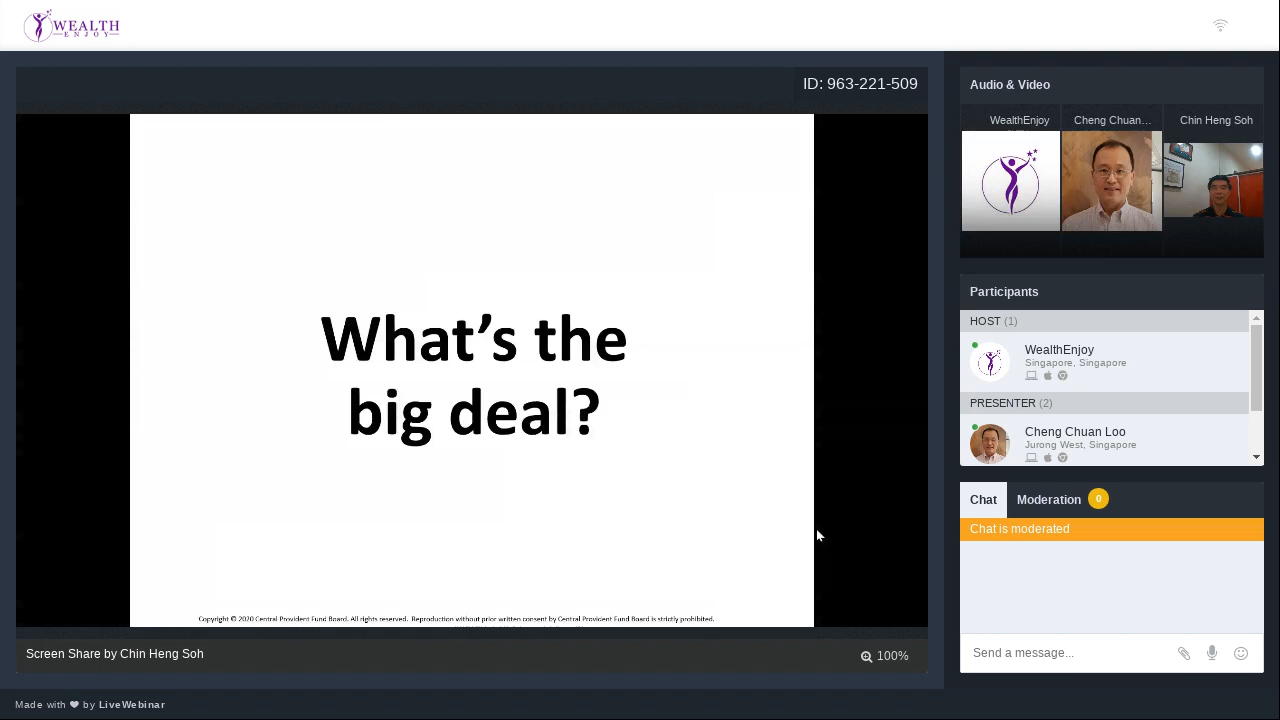 WEALTH
ENJOY
ID: 963-221-509
What's the
big deal?
Copyright © 2020 Central Provident Fund Board. All rights reserved. Reproduction without prior written consent by Central Provident Fund Board is strictly prohibited.
Screen Share by Chin Heng Soh
100%
Made with ❤ by LiveWebinar
Audio & Video
WealthEnjoy
Cheng Chuan...
Chin Heng Soh
Participants
HOST (1)
WealthEnjoy
Singapore, Singapore
PRESENTER (2)
Cheng Chuan Loo
Jurong West, Singapore
Chat
Moderation
0
Chat is moderated
Send a message...